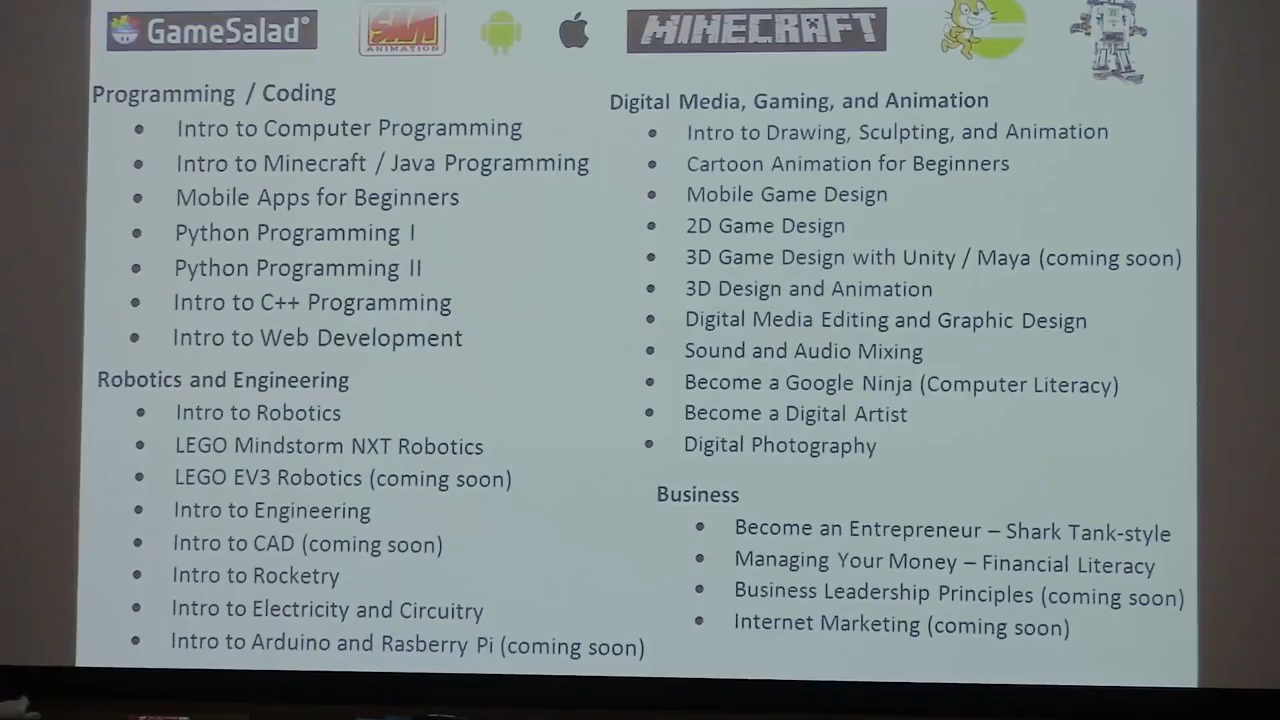 GameSalad
SAM
ANIMATION
MINECRAFT
Programming / Coding
Intro to Computer Programming
Intro to Minecraft / Java Programming
Mobile Apps for Beginners
Python Programming I
Python Programming II
Intro to C++ Programming
Intro to Web Development
Robotics and Engineering
Intro to Robotics
LEGO Mindstorm NXT Robotics
LEGO EV3 Robotics (coming soon)
Intro to Engineering
Intro to CAD (coming soon)
Intro to Rocketry
Intro to Electricity and Circuitry
Intro to Arduino and Rasberry Pi (coming soon)
Digital Media, Gaming, and Animation
Intro to Drawing, Sculpting, and Animation
Cartoon Animation for Beginners
Mobile Game Design
2D Game Design
3D Game Design with Unity / Maya (coming soon)
3D Design and Animation
Digital Media Editing and Graphic Design
Sound and Audio Mixing
Become a Google Ninja (Computer Literacy)
Become a Digital Artist
Digital Photography
Business
Become an Entrepreneur – Shark Tank-style
Managing Your Money – Financial Literacy
Business Leadership Principles (coming soon)
Internet Marketing (coming soon)